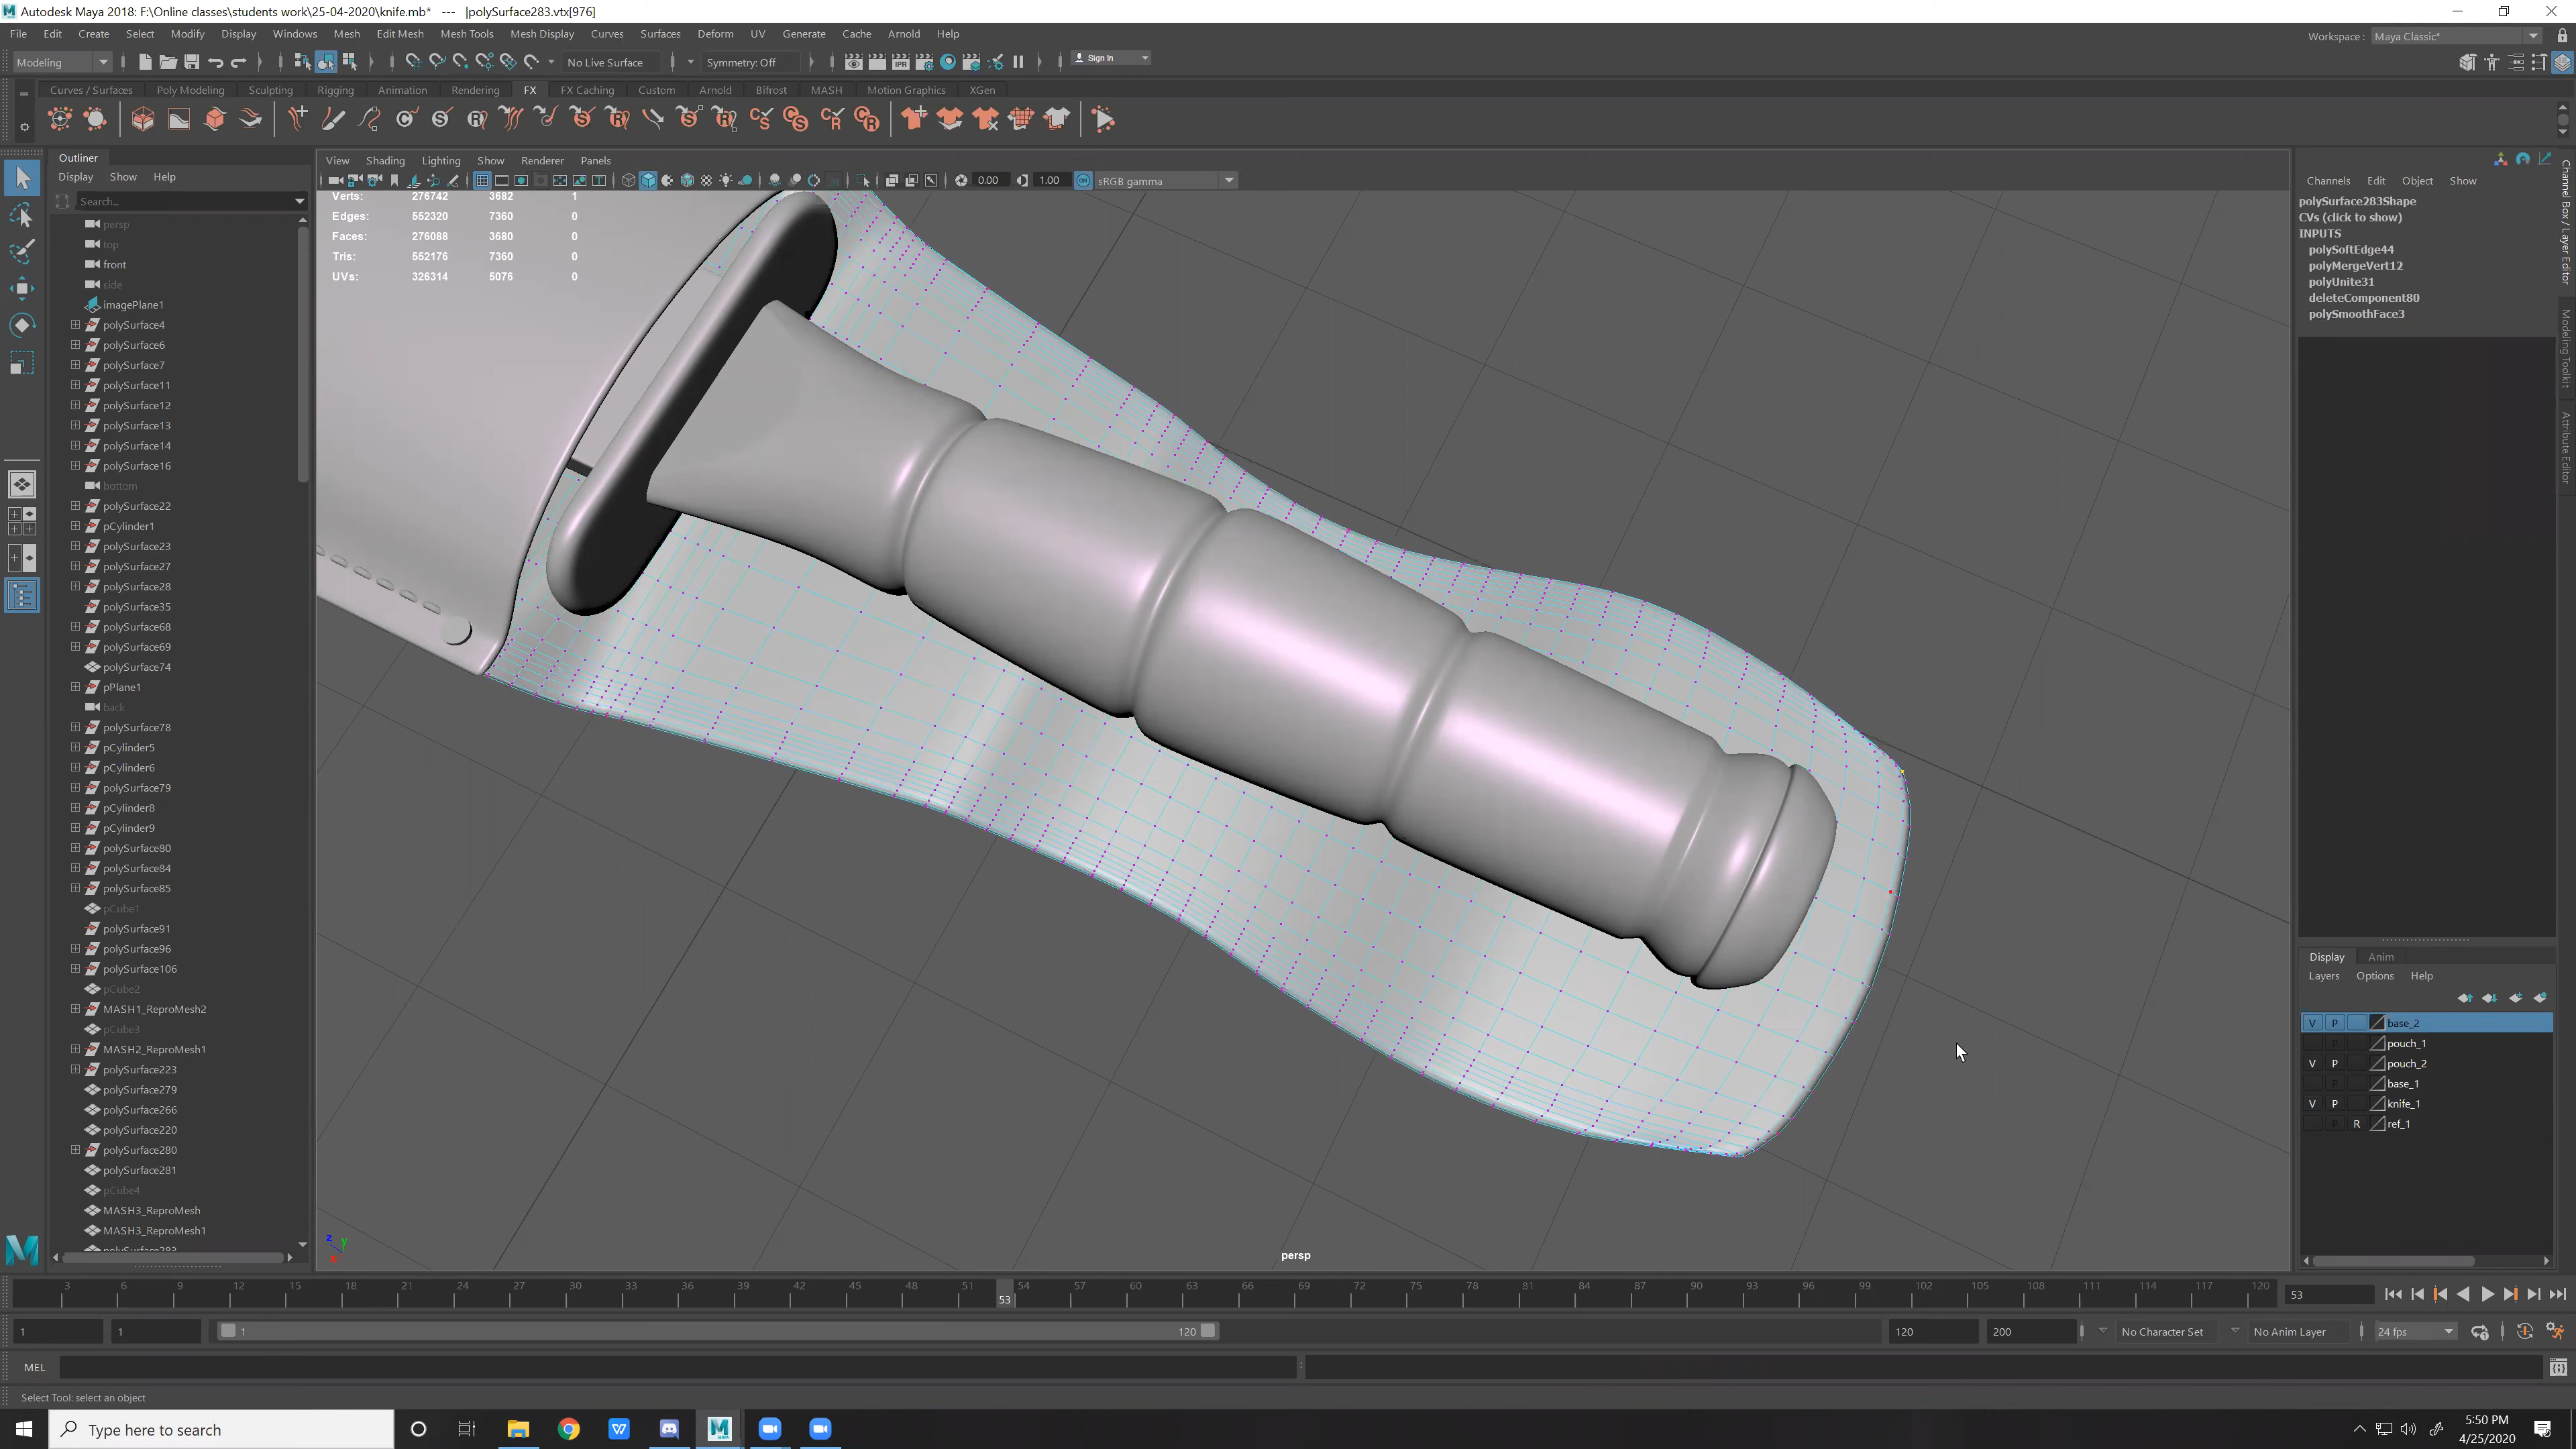 Autodesk Maya 2018: F:\Online classes\students work\25-04-2020\knife.mb* --- |polySurface283.vtx[976]
File Edit Create Select Modify Display Windows Mesh Edit Mesh Mesh Tools Mesh Display Curves Surfaces Deform UV Generate Cache Arnold Help
Workspace : Maya Classic*
Modeling No Live Surface Symmetry: Off Sign In
Curves / Surfaces Poly Modeling Sculpting Rigging Animation Rendering FX FX Caching Custom Arnold Bifrost MASH Motion Graphics XGen
Outliner
Display Show Help
Search...
persp
top
front
side
imagePlane1
polySurface4
polySurface6
polySurface7
polySurface11
polySurface12
polySurface13
polySurface14
polySurface16
bottom
polySurface22
pCylinder1
polySurface23
polySurface27
polySurface28
polySurface35
polySurface68
polySurface69
polySurface74
pPlane1
back
polySurface78
pCylinder5
pCylinder6
polySurface79
pCylinder8
pCylinder9
polySurface80
polySurface84
polySurface85
pCube1
polySurface91
polySurface96
polySurface106
pCube2
MASH1_ReproMesh2
pCube3
MASH2_ReproMesh1
polySurface223
polySurface279
polySurface266
polySurface220
polySurface280
polySurface281
pCube4
MASH3_ReproMesh
MASH3_ReproMesh1
polySurface283
View Shading Lighting Show Renderer Panels
0.00 1.00 sRGB gamma
Verts: 276742 3682 1
Edges: 552320 7360 0
Faces: 276088 3680 0
Tris: 552176 7360 0
UVs: 326314 5076 0
persp
z y x
Channels Edit Object Show
polySurface283Shape
CVs (click to show)
INPUTS
polySoftEdge44
polyMergeVert12
polyUnite31
deleteComponent80
polySmoothFace3
Channel Box / Layer Editor
Modeling Toolkit
Attribute Editor
Display Anim
Layers Options Help
V P base_2
P pouch_1
V P pouch_2
P base_1
V P knife_1
P R ref_1
3 6 9 12 15 18 21 24 27 30 33 36 39 42 45 48 51 54 57 60 63 66 69 72 75 78 81 84 87 90 93 96 99 102 105 108 111 114 117 120
53
53
1 1 1 120 120 200 No Character Set No Anim Layer 24 fps
MEL
Select Tool: select an object
Type here to search
5:50 PM
4/25/2020